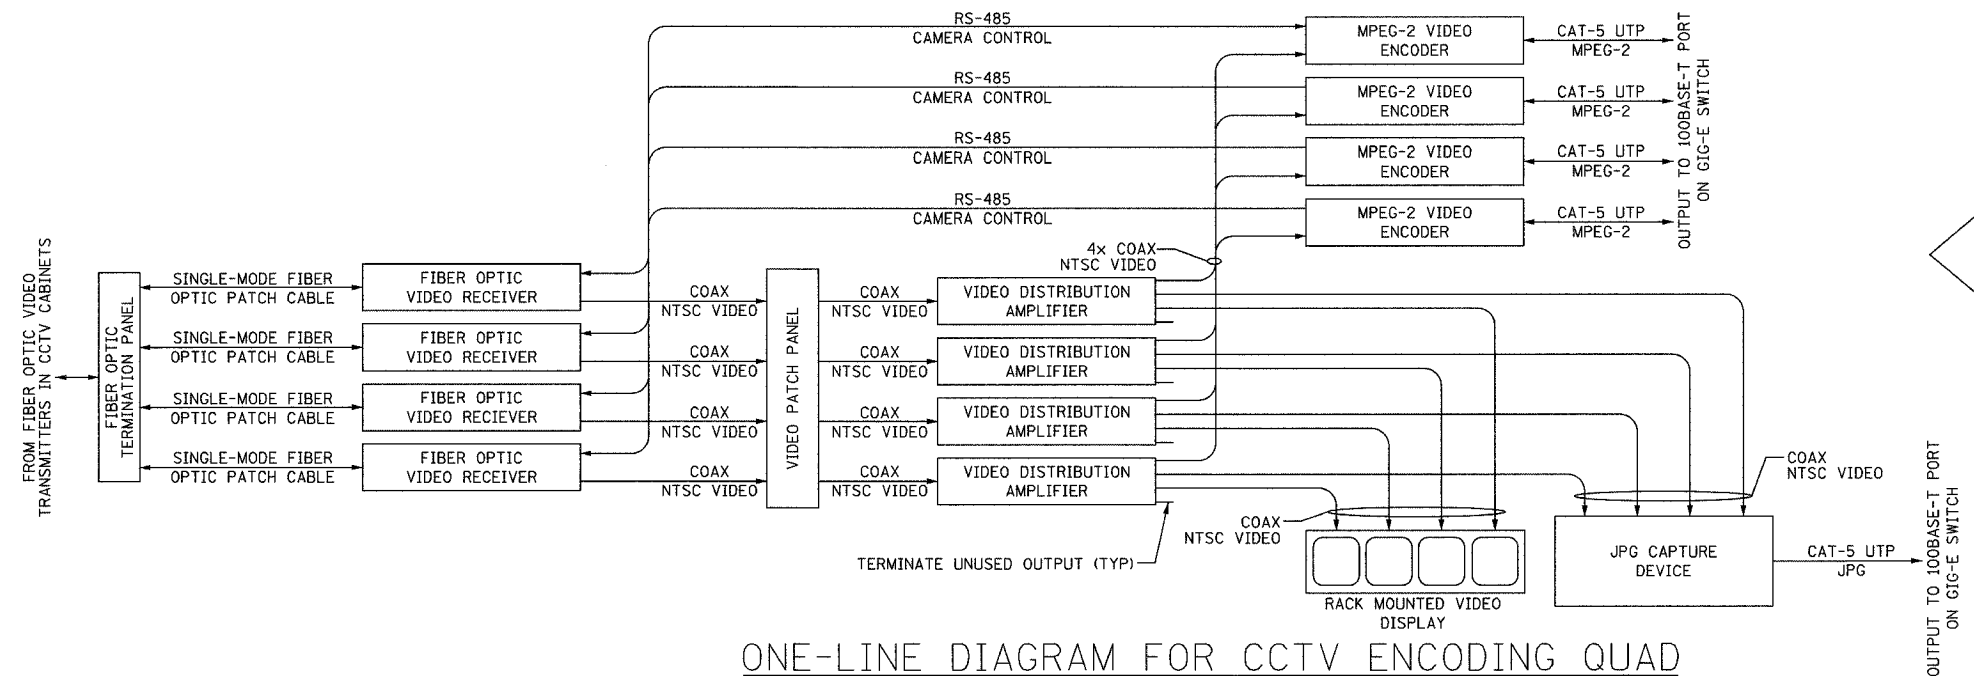 RS-485
CAMERA CONTROL
MPEG-2 VIDEO
ENCODER
CAT-5 UTP
MPEG-2
RS-485
CAMERA CONTROL
MPEG-2 VIDEO
ENCODER
CAT-5 UTP
MPEG-2
RS-485
CAMERA CONTROL
MPEG-2 VIDEO
ENCODER
CAT-5 UTP
MPEG-2
RS-485
CAMERA CONTROL
MPEG-2 VIDEO
ENCODER
CAT-5 UTP
MPEG-2
OUTPUT TO 100BASE-T PORT
ON GIG-E SWITCH
4x COAX
NTSC VIDEO
FROM FIBER OPTIC VIDEO
TRANSMITTERS IN CCTV CABINETS
FIBER OPTIC
TERMINATION PANEL
SINGLE-MODE FIBER
OPTIC PATCH CABLE
FIBER OPTIC
VIDEO RECEIVER
COAX
NTSC VIDEO
VIDEO PATCH PANEL
COAX
NTSC VIDEO
VIDEO DISTRIBUTION
AMPLIFIER
SINGLE-MODE FIBER
OPTIC PATCH CABLE
FIBER OPTIC
VIDEO RECEIVER
COAX
NTSC VIDEO
COAX
NTSC VIDEO
VIDEO DISTRIBUTION
AMPLIFIER
SINGLE-MODE FIBER
OPTIC PATCH CABLE
FIBER OPTIC
VIDEO RECIEVER
COAX
NTSC VIDEO
COAX
NTSC VIDEO
VIDEO DISTRIBUTION
AMPLIFIER
SINGLE-MODE FIBER
OPTIC PATCH CABLE
FIBER OPTIC
VIDEO RECEIVER
COAX
NTSC VIDEO
COAX
NTSC VIDEO
VIDEO DISTRIBUTION
AMPLIFIER
COAX
NTSC VIDEO
COAX
NTSC VIDEO
TERMINATE UNUSED OUTPUT (TYP)
RACK MOUNTED VIDEO
DISPLAY
JPG CAPTURE
DEVICE
CAT-5 UTP
JPG
OUTPUT TO 100BASE-T PORT
ON GIG-E SWITCH
ONE-LINE DIAGRAM FOR CCTV ENCODING QUAD